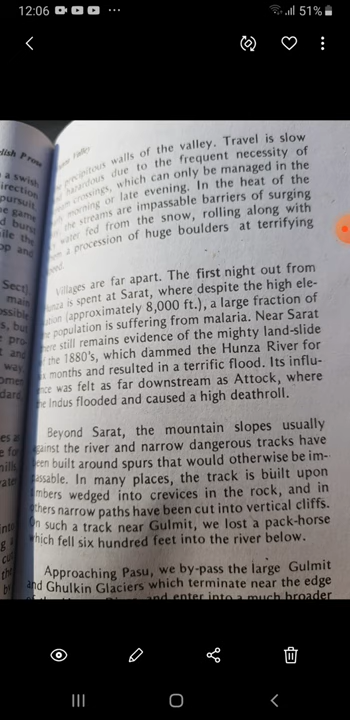 12:06
51%
lish Prose
Valley
precipitous walls of the valley. Travel is slow
hazardous due to the frequent necessity of
crossings, which can only be managed in the
morning or late evening. In the heat of the
the streams are impassable barriers of surging
water fed from the snow, rolling along with
a procession of huge boulders at terrifying
Villages are far apart. The first night out from
Hunza is spent at Sarat, where despite the high ele-
(approximately 8,000 ft.), a large fraction of
population is suffering from malaria. Near Sarat
there still remains evidence of the mighty land-slide
the 1880's, which dammed the Hunza River for
months and resulted in a terrific flood. Its influ-
ence was felt as far downstream as Attock, where
the Indus flooded and caused a high deathroll.
Beyond Sarat, the mountain slopes usually
against the river and narrow dangerous tracks have
been built around spurs that would otherwise be im-
passable. In many places, the track is built upon
timbers wedged into crevices in the rock, and in
others narrow paths have been cut into vertical cliffs.
On such a track near Gulmit, we lost a pack-horse
which fell six hundred feet into the river below.
Approaching Pasu, we by-pass the large Gulmit
and Ghulkin Glaciers which terminate near the edge
and enter into a much broader